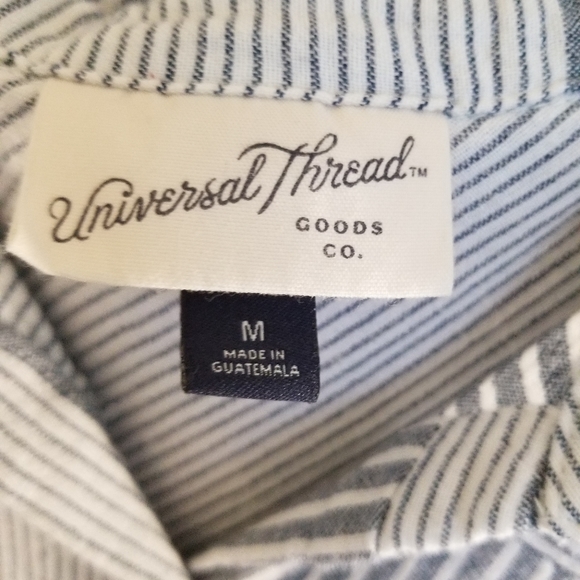 Universal Thread™
GOODS
CO.
M
MADE IN
GUATEMALA